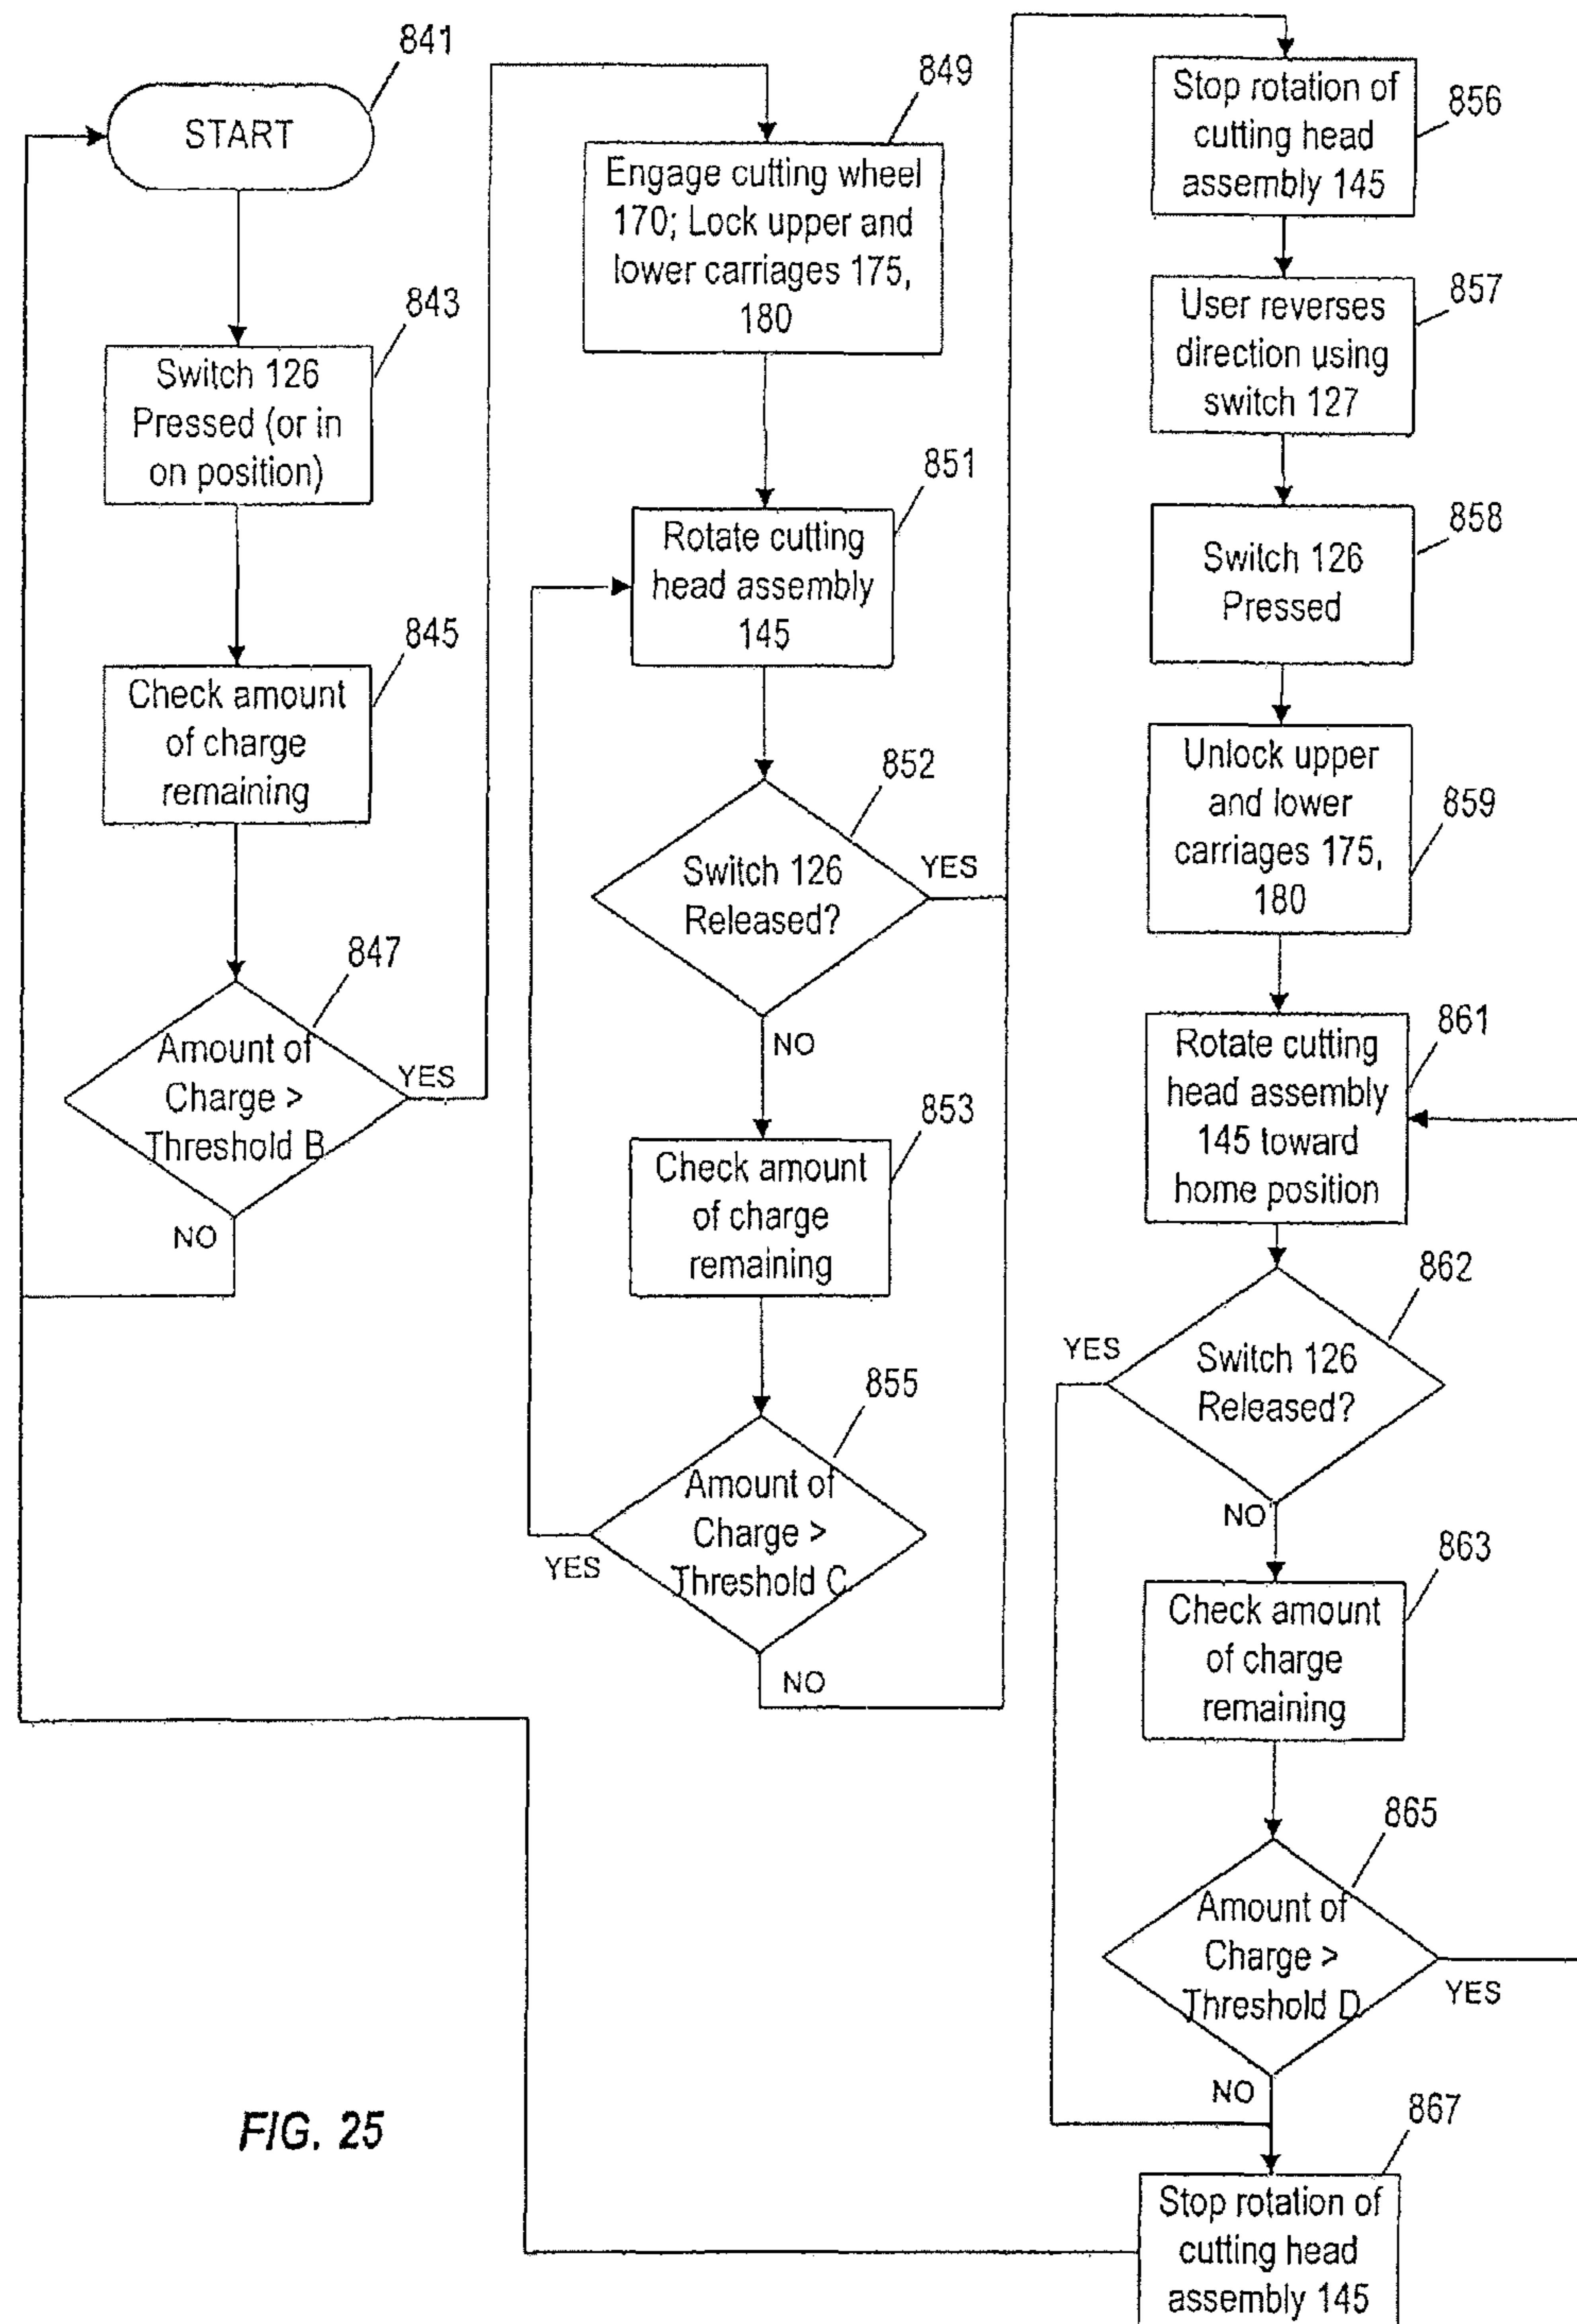 841
START
843
Switch 126
Pressed (or in
on position)
845
Check amount
of charge
remaining
847
Amount of
Charge >
Threshold B
YES
NO
849
Engage cutting wheel
170; Lock upper and
lower carriages 175,
180
851
Rotate cutting
head assembly
145
852
Switch 126
Released?
YES
NO
853
Check amount
of charge
remaining
855
Amount of
Charge >
Threshold C
YES
NO
856
Stop rotation of
cutting head
assembly 145
857
User reverses
direction using
switch 127
858
Switch 126
Pressed
859
Unlock upper
and lower
carriages 175,
180
861
Rotate cutting
head assembly
145 toward
home position
862
Switch 126
Released?
YES
NO
863
Check amount
of charge
remaining
865
Amount of
Charge >
Threshold D
YES
NO
867
Stop rotation of
cutting head
assembly 145
FIG. 25